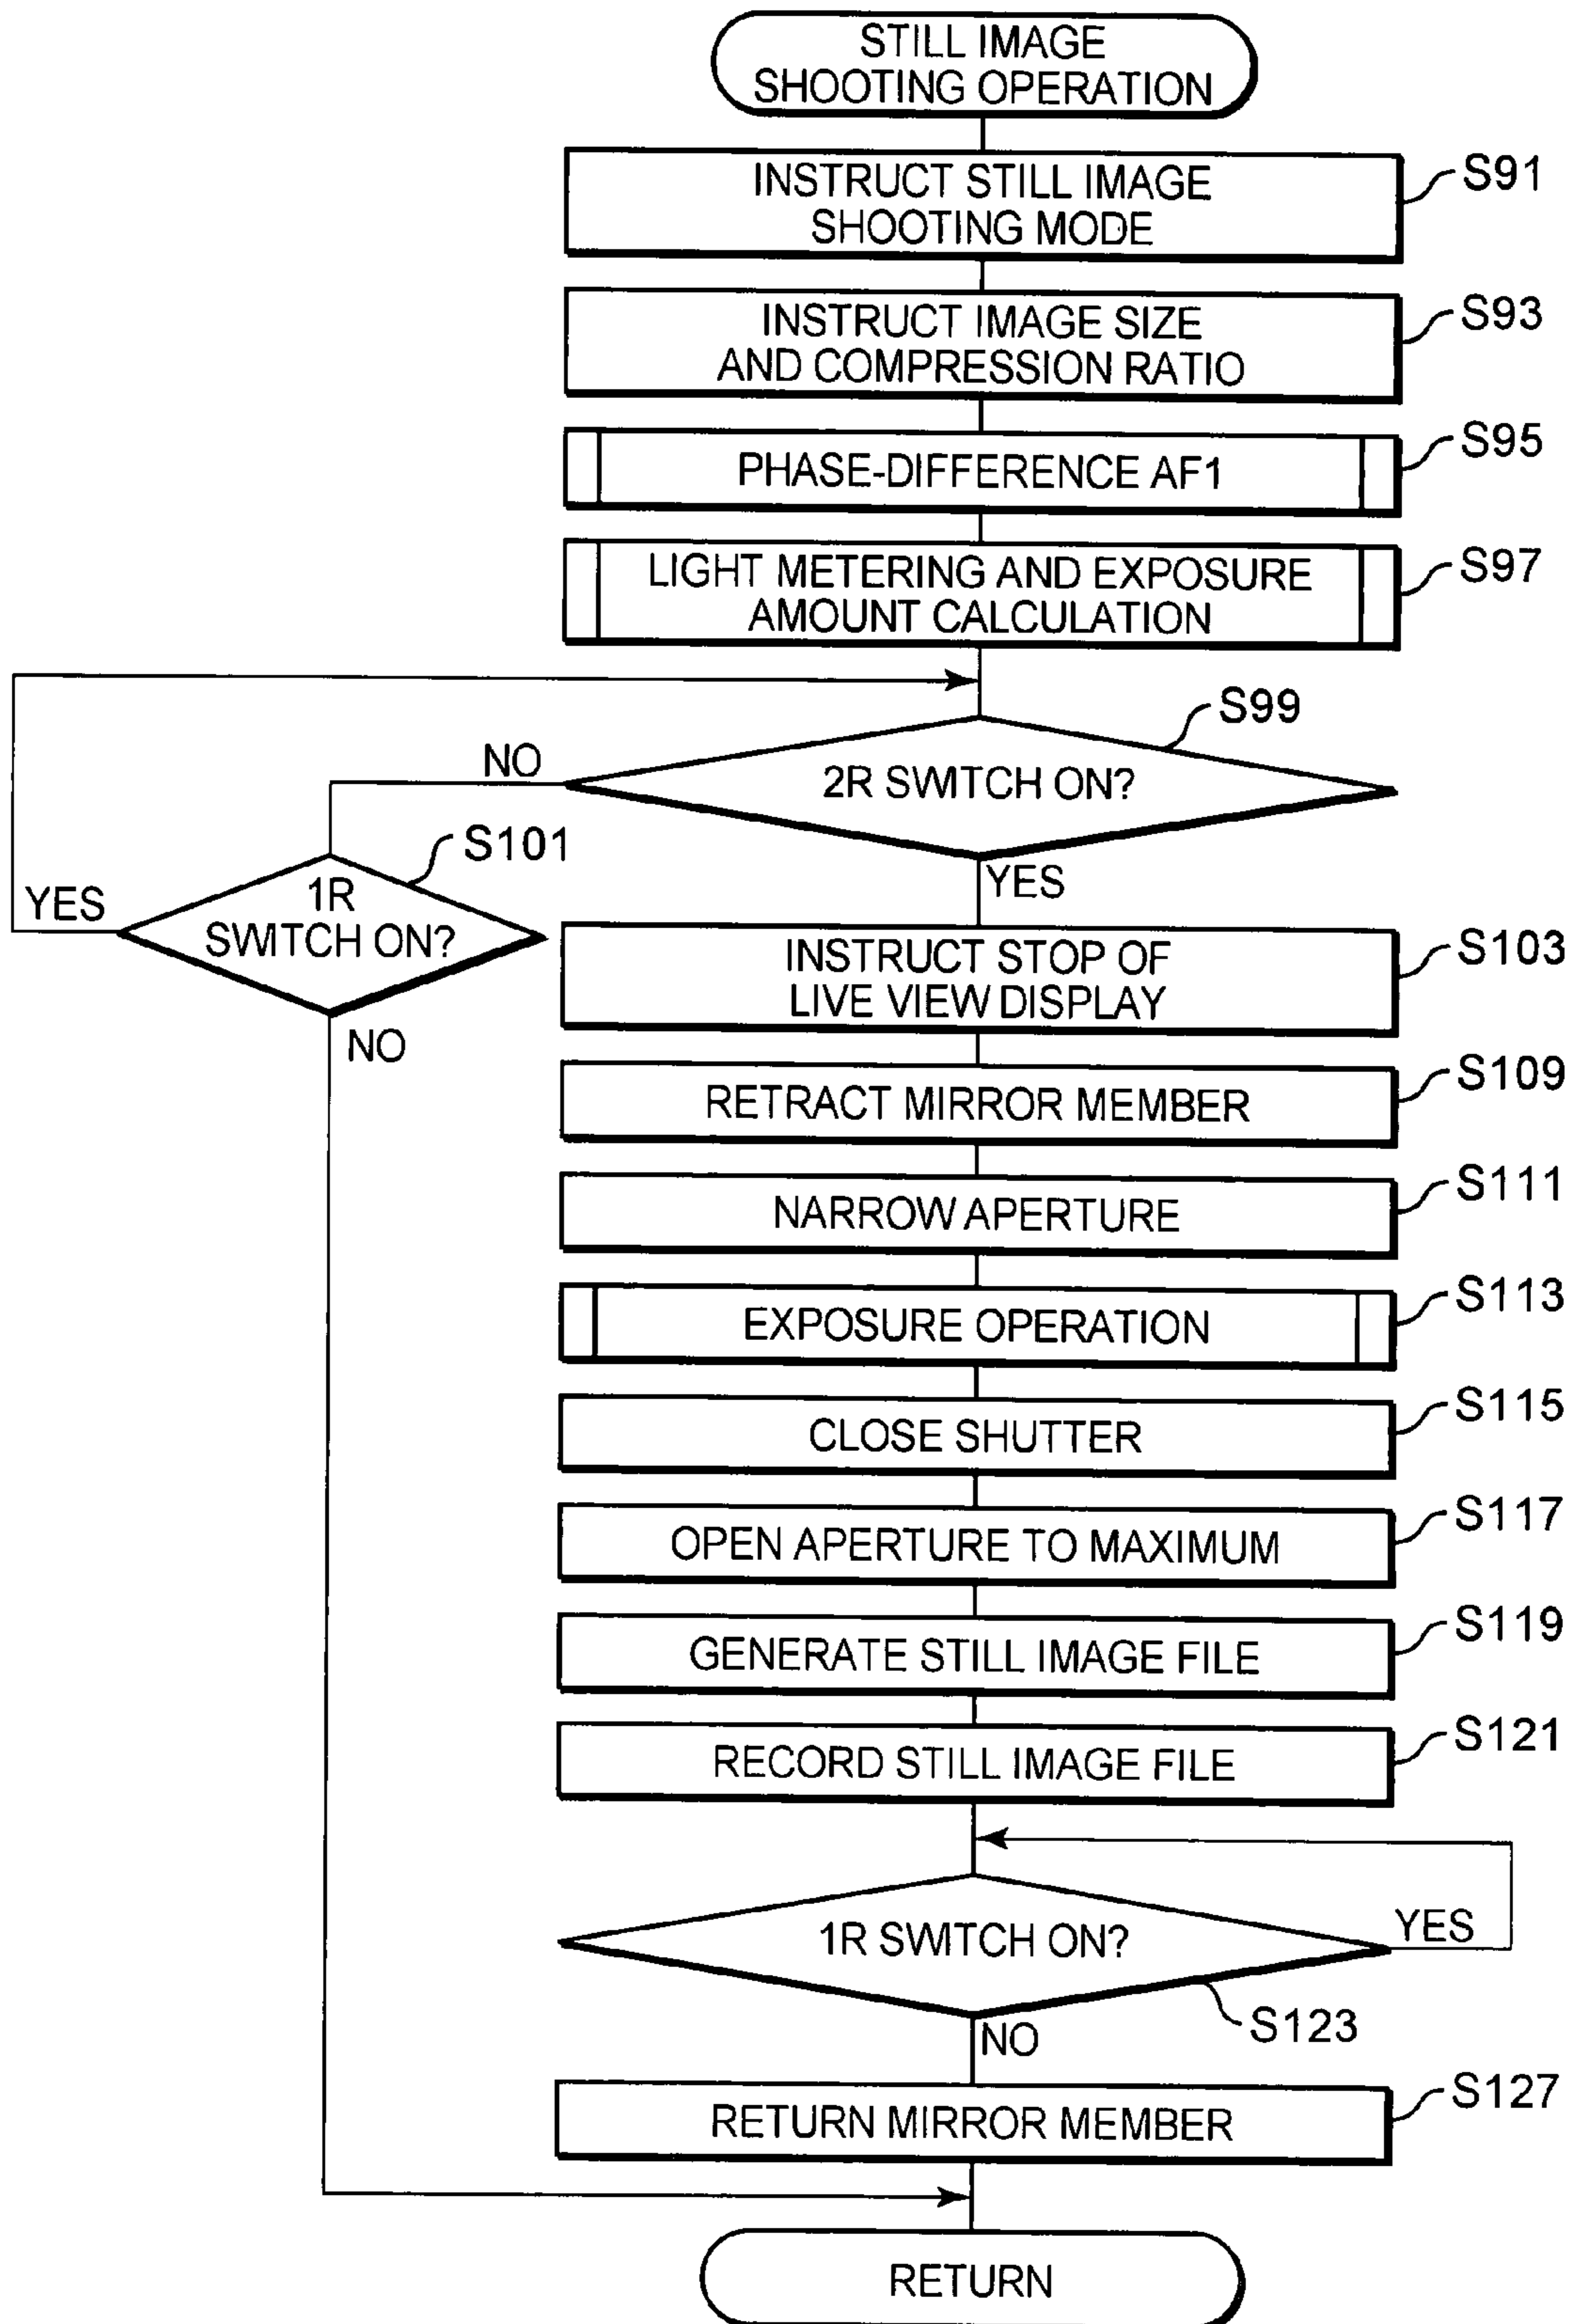 STILL IMAGE
SHOOTING OPERATION
INSTRUCT STILL IMAGE
SHOOTING MODE
S91
INSTRUCT IMAGE SIZE
AND COMPRESSION RATIO
S93
PHASE-DIFFERENCE AF1
S95
LIGHT METERING AND EXPOSURE
AMOUNT CALCULATION
S97
S99
NO
2R SWITCH ON?
YES
S101
YES
1R
SWITCH ON?
NO
INSTRUCT STOP OF
LIVE VIEW DISPLAY
S103
RETRACT MIRROR MEMBER
S109
NARROW APERTURE
S111
EXPOSURE OPERATION
S113
CLOSE SHUTTER
S115
OPEN APERTURE TO MAXIMUM
S117
GENERATE STILL IMAGE FILE
S119
RECORD STILL IMAGE FILE
S121
1R SWITCH ON?
YES
S123
NO
RETURN MIRROR MEMBER
S127
RETURN